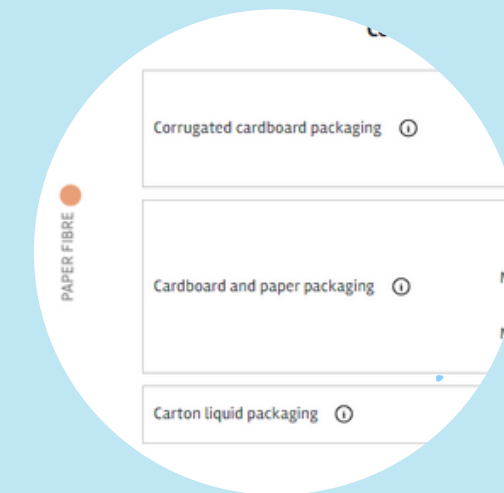 PAPER FIBRE
Corrugated cardboard packaging
Cardboard and paper packaging
Carton liquid packaging